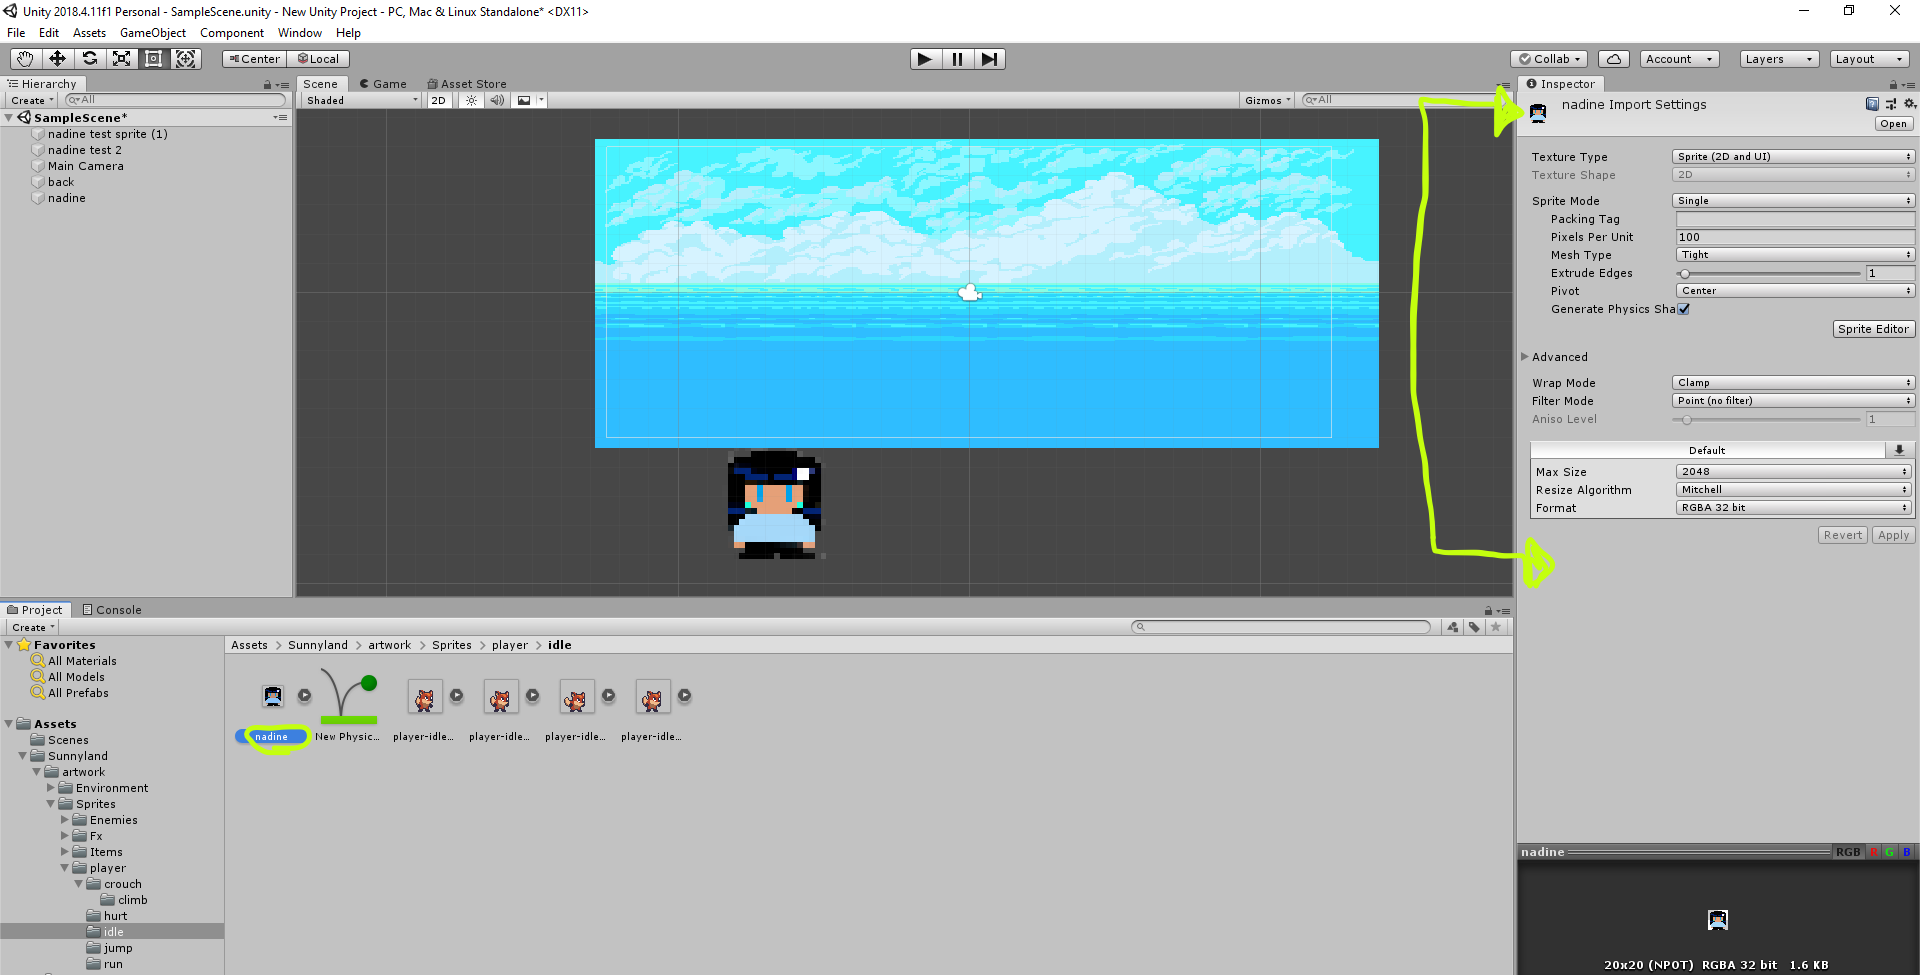 Unity 2018.4.11f1 Personal - SampleScene.unity - New Unity Project - PC, Mac & Linux Standalone* <DX11>
File Edit Assets GameObject Component Window Help
Center Local
Collab Account Layers Layout
Hierarchy
Create All
SampleScene*
nadine test sprite (1)
nadine test 2
Main Camera
back
nadine
Scene Game Asset Store
Shaded 2D Gizmos All
Inspector
nadine Import Settings
Open
Texture Type Sprite (2D and UI)
Texture Shape 2D
Sprite Mode Single
Packing Tag
Pixels Per Unit 100
Mesh Type Tight
Extrude Edges 1
Pivot Center
Generate Physics Sha
Sprite Editor
Advanced
Wrap Mode Clamp
Filter Mode Point (no filter)
Aniso Level 1
Default
Max Size 2048
Resize Algorithm Mitchell
Format RGBA 32 bit
Revert Apply
Project Console
Create
Favorites
All Materials
All Models
All Prefabs
Assets
Scenes
Sunnyland
artwork
Environment
Sprites
Enemies
Fx
Items
player
crouch
climb
hurt
idle
jump
run
Assets > Sunnyland > artwork > Sprites > player > idle
nadine New Physic... player-idle... player-idle... player-idle... player-idle...
nadine RGB R G B
20x20 (NPOT) RGBA 32 bit 1.6 KB